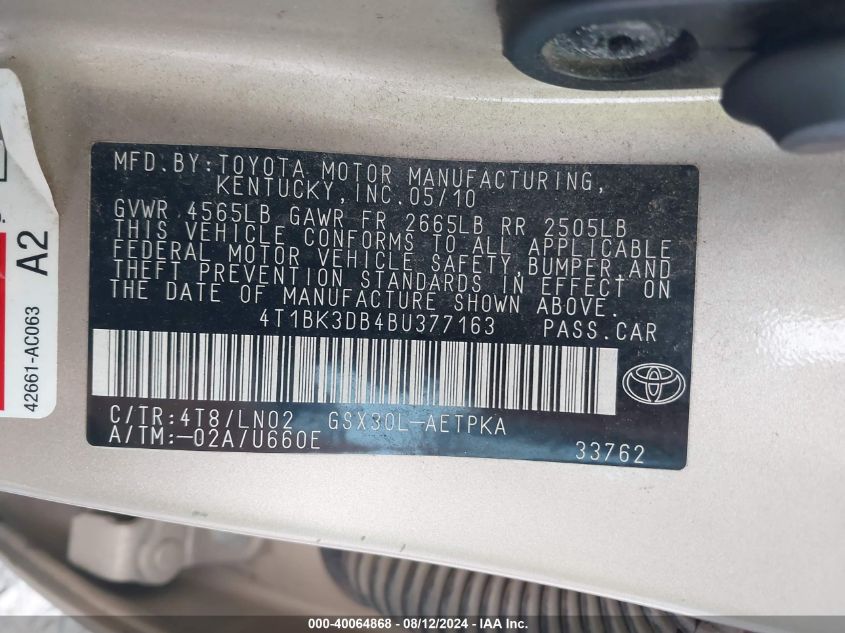 MFD.BY:TOYOTA MOTOR MANUFACTURING,
KENTUCKY,INC.05/10
GVWR 4565LB GAWR FR 2665LB RR 2505LB
THIS VEHICLE CONFORMS TO ALL APPLICABLE
FEDERAL MOTOR VEHICLE SAFETY,BUMPER,AND
THEFT PREVENTION STANDARDS IN EFFECT ON
THE DATE OF MANUFACTURE SHOWN ABOVE.
4T1BK3DB4BU377163 PASS.CAR
C/TR:4T8/LN02 GSX30L-AETPKA
A/TM:-02A/U660E 33762
A2
42661-AC063
000-40064868 - 08/12/2024 - IAAI.COM